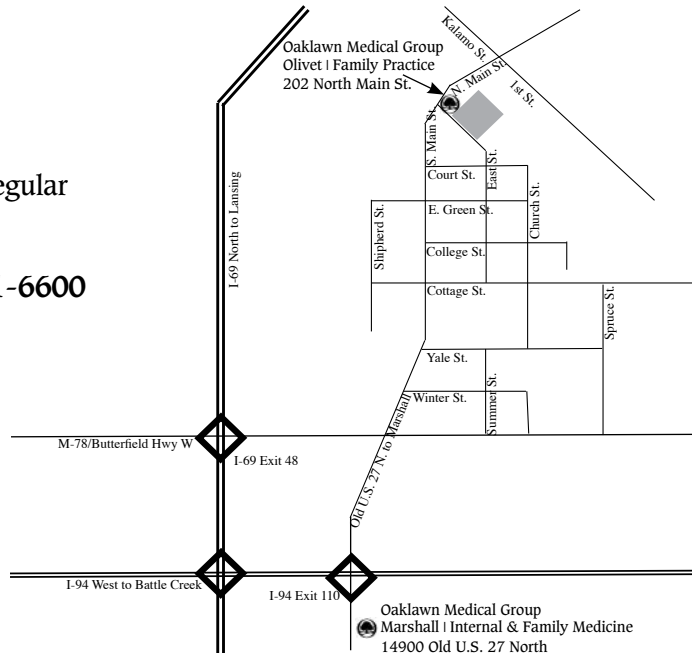 Oaklawn Medical Group
Olivet | Family Practice
202 North Main St.
Kalamo St.
N. Main St.
1st St.
S. Main St.
Court St.
East St.
Church St.
E. Green St.
Shipherd St.
College St.
Cottage St.
Spruce St.
Yale St.
Winter St.
Summer St.
egular
-6600
I-69 North to Lansing
M-78/Butterfield Hwy W
I-69 Exit 48
Old U.S. 27 N. to Marshall
I-94 West to Battle Creek
I-94 Exit 110
Oaklawn Medical Group
Marshall | Internal & Family Medicine
14900 Old U.S. 27 North